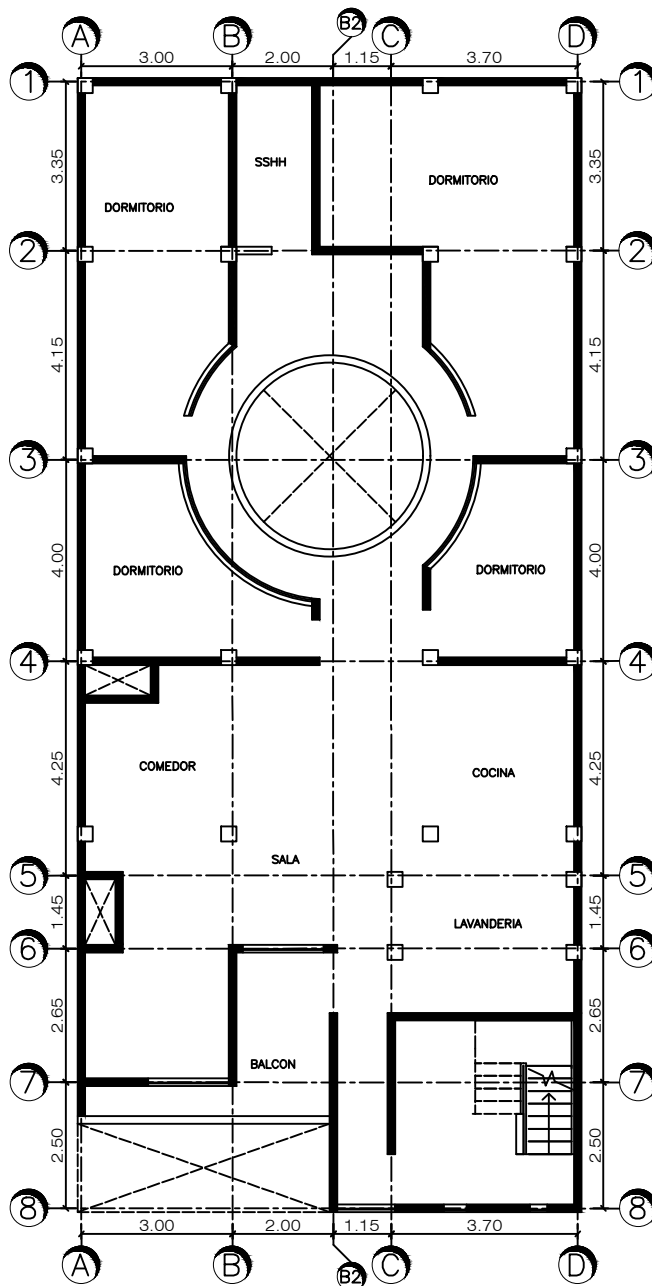 A B B2 C D
3.00 2.00 1.15 3.70
1 1
3.35 SSHH 3.35
DORMITORIO DORMITORIO
2 2
4.15 4.15
3 3
4.00 4.00
DORMITORIO DORMITORIO
4 4
4.25 4.25
COMEDOR COCINA
SALA
5 5
1.45 1.45
LAVANDERIA
6 6
2.65 2.65
BALCON
7 7
2.50 2.50
8 8
3.00 2.00 1.15 3.70
A B B2 C D